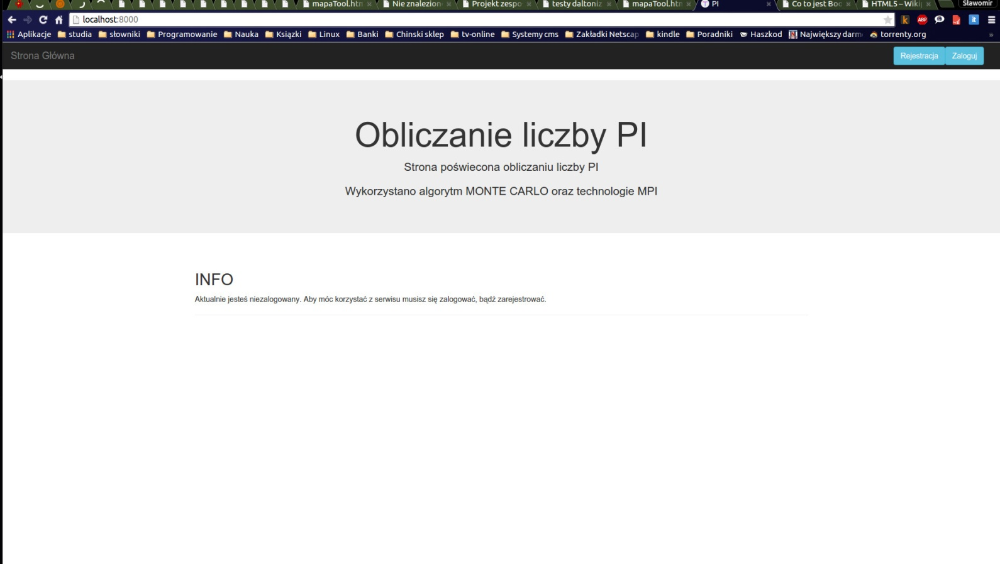 mapaTool.htm Nie znalezion Projekt zespo testy daltoniz mapaTool.htm PI Co to jest Boo HTML5 – Wiki Sławomir
localhost:8000
Aplikacje studia słowniki Programowanie Nauka Książki Linux Banki Chinski sklep tv-online Systemy cms Zakładki Netscap kindle Poradniki Haszkod Największy darm torrenty.org
Strona Główna Rejestracja Zaloguj
Obliczanie liczby PI
Strona poświecona obliczaniu liczby PI
Wykorzystano algorytm MONTE CARLO oraz technologie MPI
INFO
Aktualnie jesteś niezalogowany. Aby móc korzystać z serwisu musisz się zalogować, bądź zarejestrować.